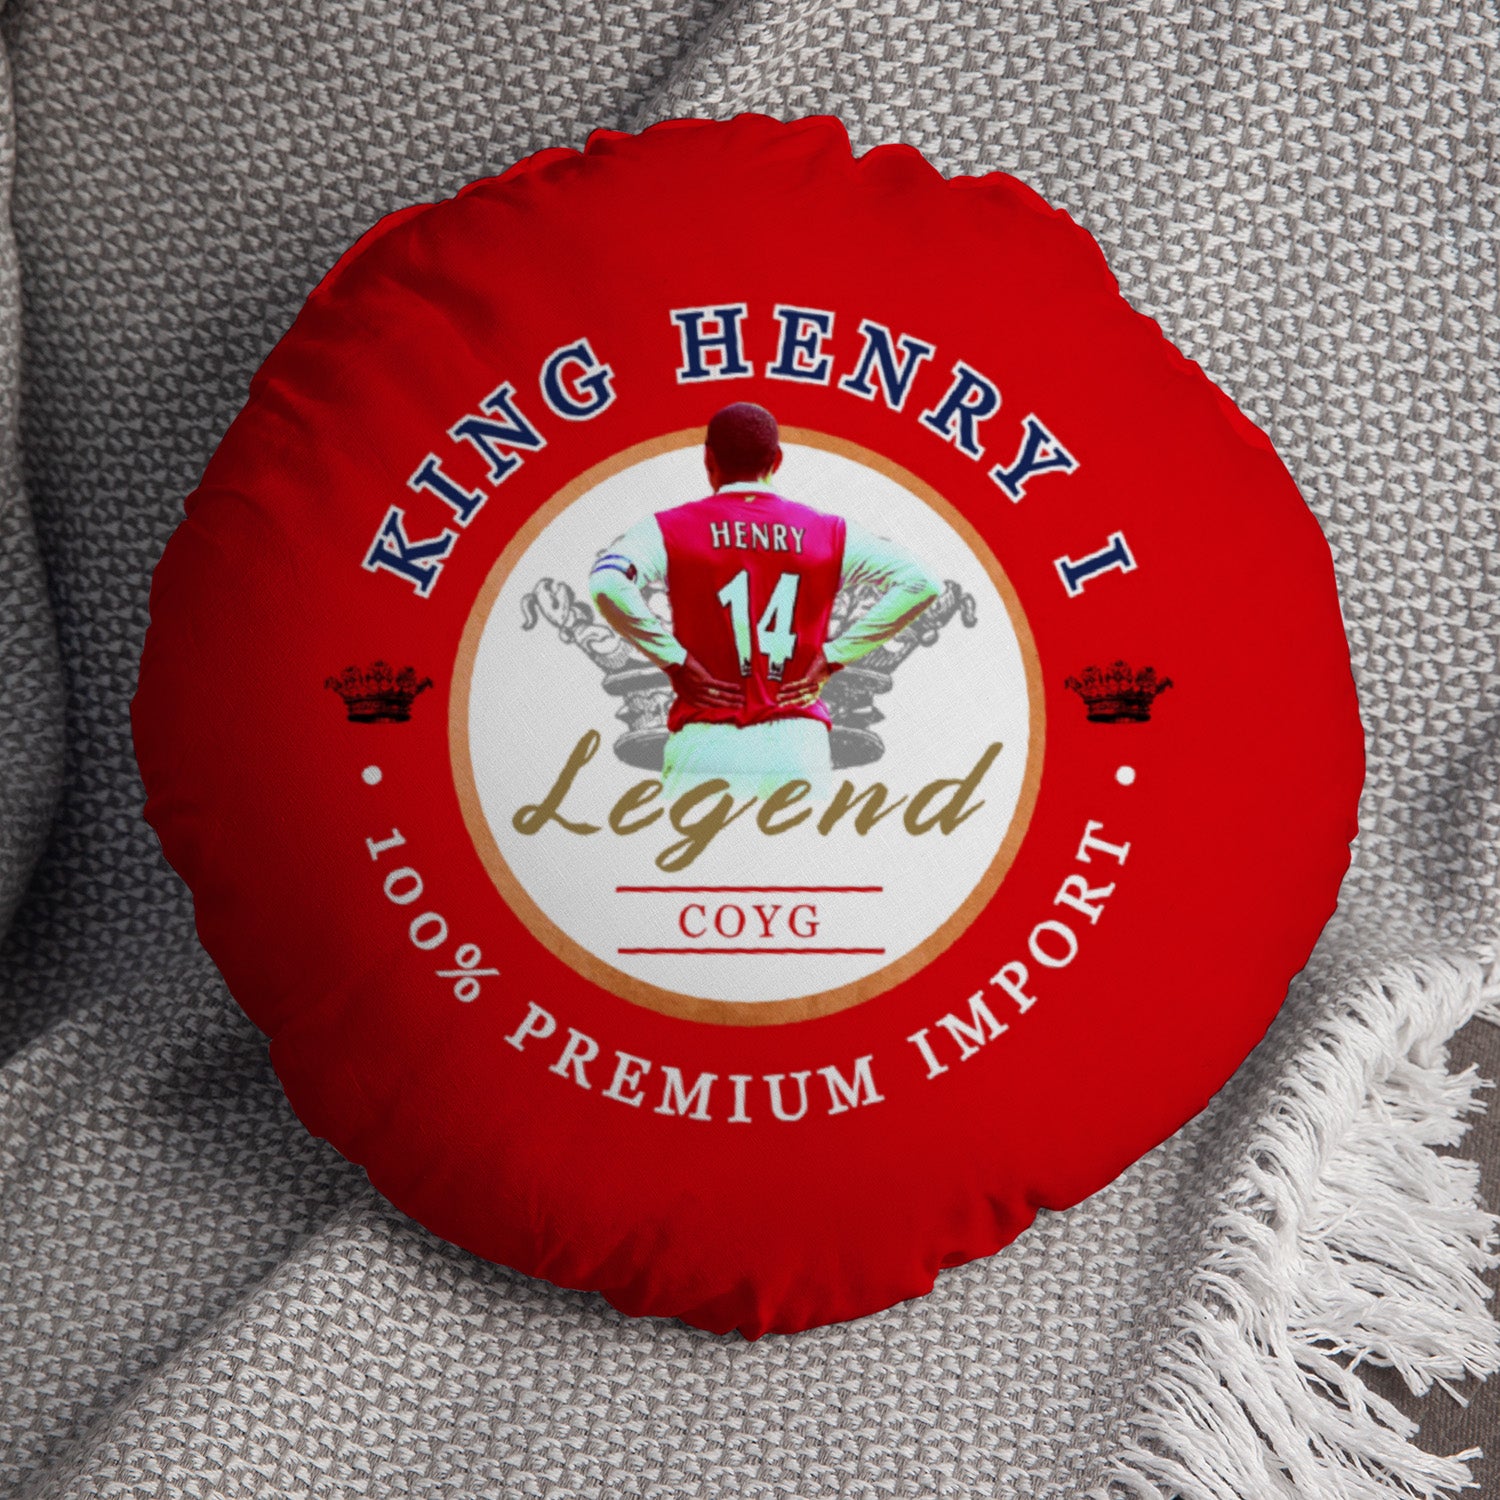 KING HENRY I
HENRY
14
Legend
COYG
• 100% PREMIUM IMPORT •